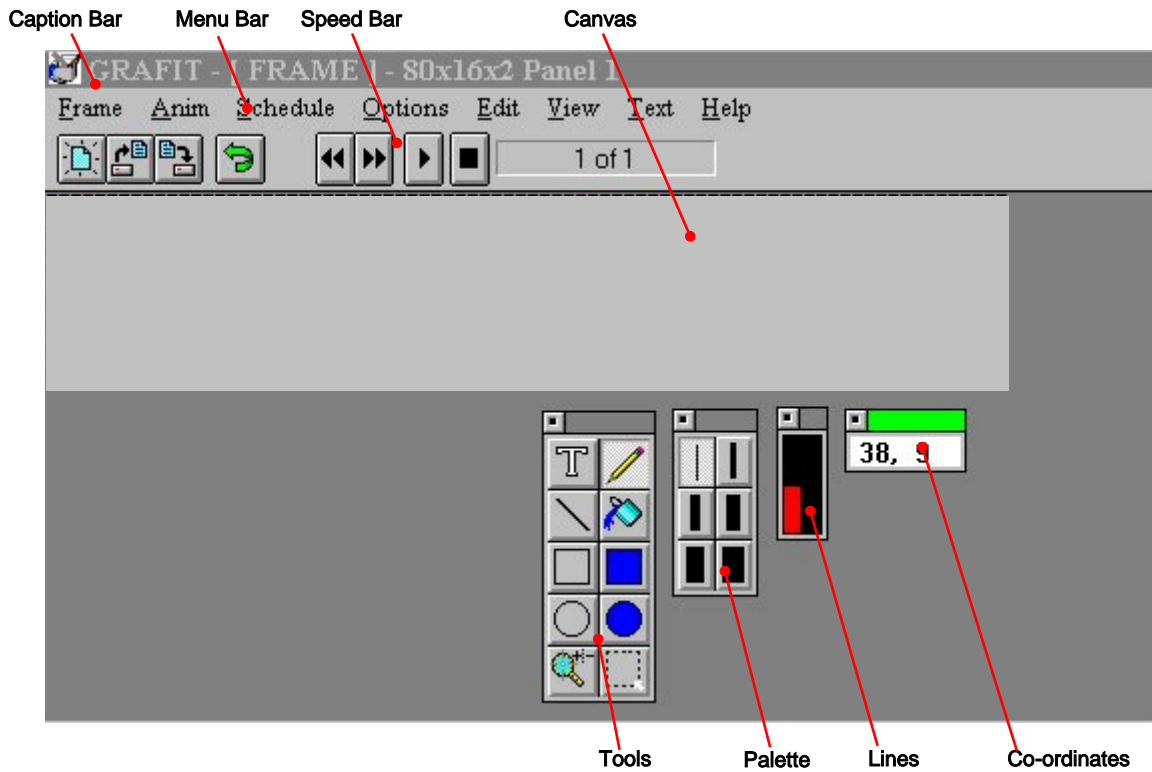 Caption Bar Menu Bar Speed Bar Canvas
GRAFIT - [ FRAME ] - 80x16x2 Panel 1
Frame Anim Schedule Options Edit View Text Help
1 of 1
T
38, 9
Tools Palette Lines Co-ordinates